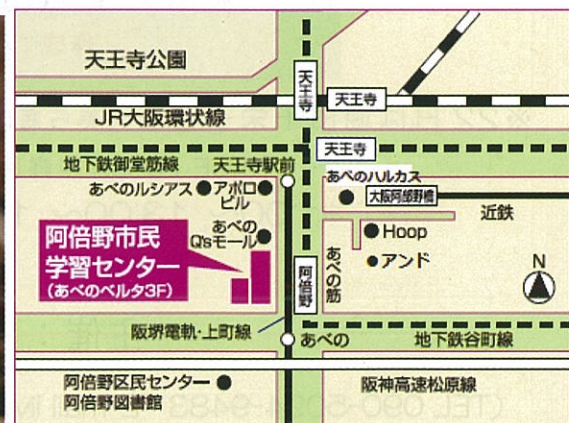 天王寺公園
天王寺
天王寺
JR大阪環状線
天王寺
地下鉄御堂筋線
天王寺駅前
あべのハルカス
あべのルシアス
アポロ
ビル
大阪阿部野橋
近鉄
あべの
Q'sモール
Hoop
阿倍野市民
学習センター
(あべのベルタ3F)
あべの筋
アンド
阿倍野
N
阪堺電軌・上町線
あべの
地下鉄谷町線
阿倍野区民センター
阿倍野図書館
阪神高速松原線